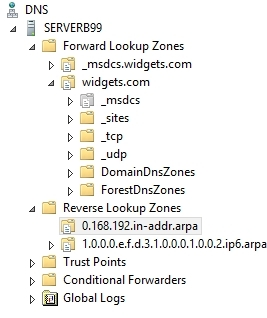 DNS
SERVERB99
Forward Lookup Zones
_msdcs.widgets.com
widgets.com
_msdcs
_sites
_tcp
_udp
DomainDnsZones
ForestDnsZones
Reverse Lookup Zones
0.168.192.in-addr.arpa
1.0.0.0.e.f.d.3.1.0.0.0.1.0.0.2.ip6.arpa
Trust Points
Conditional Forwarders
Global Logs